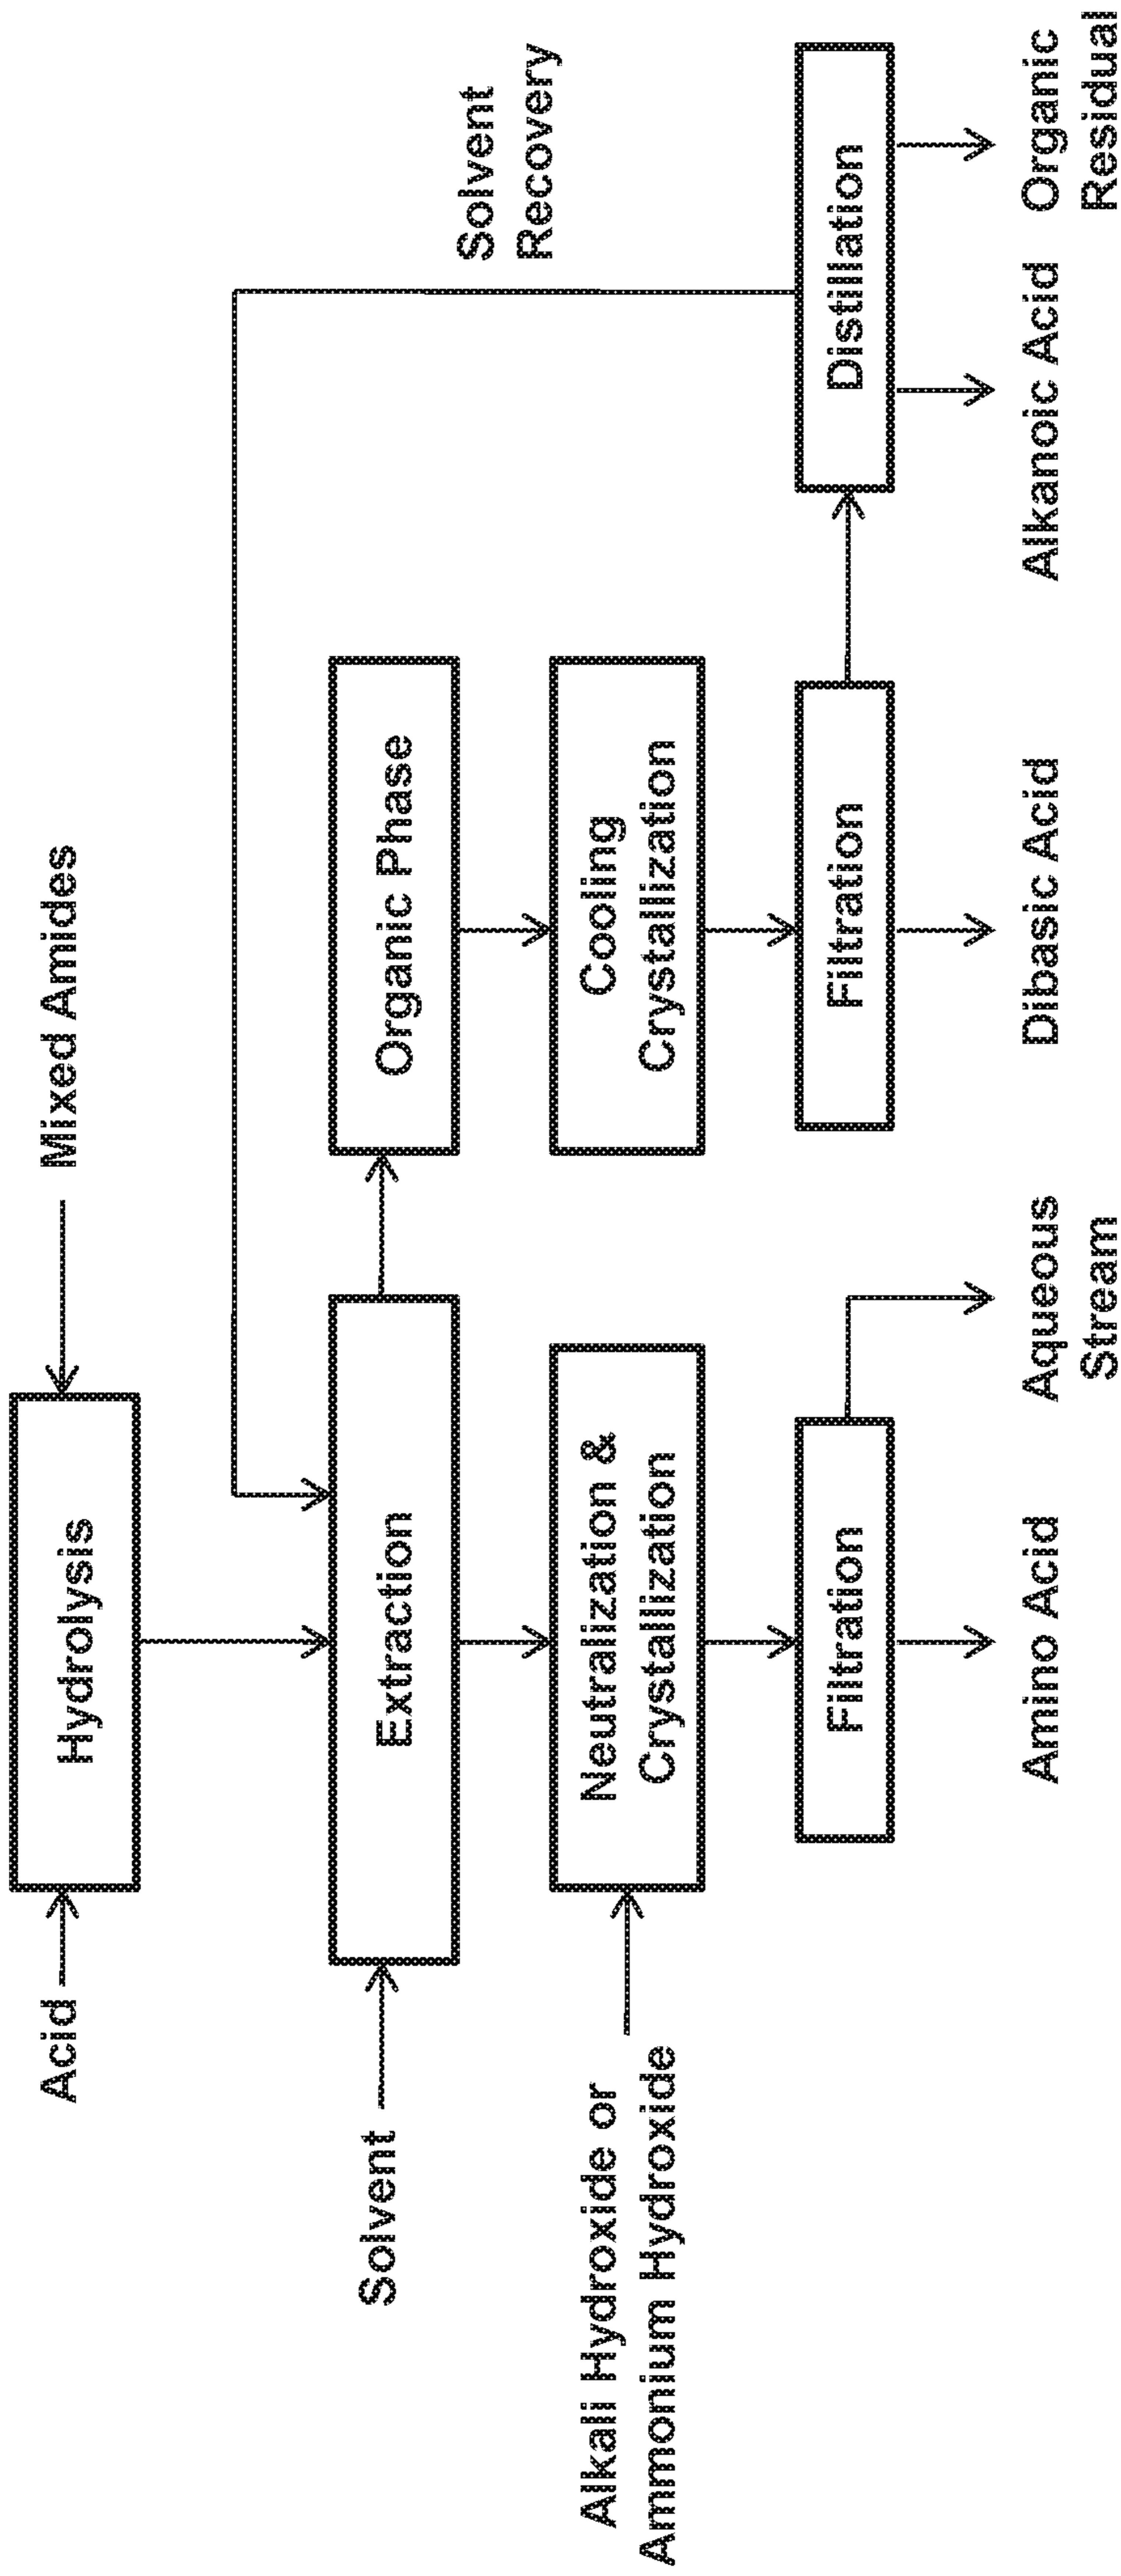 Acid
Hydrolysis
Mixed Amides
Solvent
Recovery
Solvent
Extraction
Organic Phase
Alkali Hydroxide or
Ammonium Hydroxide
Neutralization &
Crystallization
Cooling
Crystallization
Filtration
Filtration
Distillation
Amino Acid
Aqueous
Stream
Dibasic Acid
Alkanoic Acid
Organic
Residual